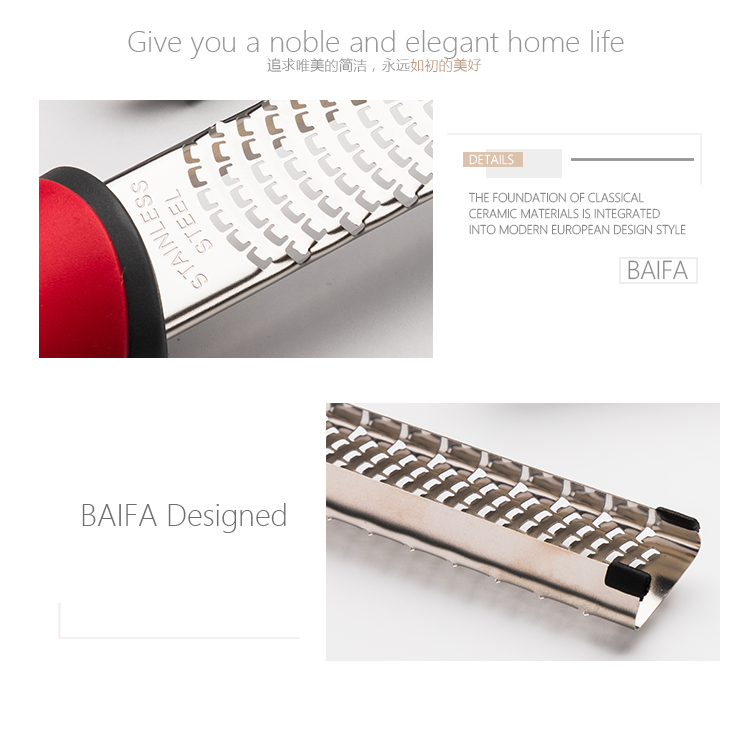 Give you a noble and elegant home life
追求唯美的简洁，永远如初的美好
STAINLESS
STEEL
DETAILS
THE FOUNDATION OF CLASSICAL
CERAMIC MATERIALS IS INTEGRATED
INTO MODERN EUROPEAN DESIGN STYLE
BAIFA
BAIFA Designed